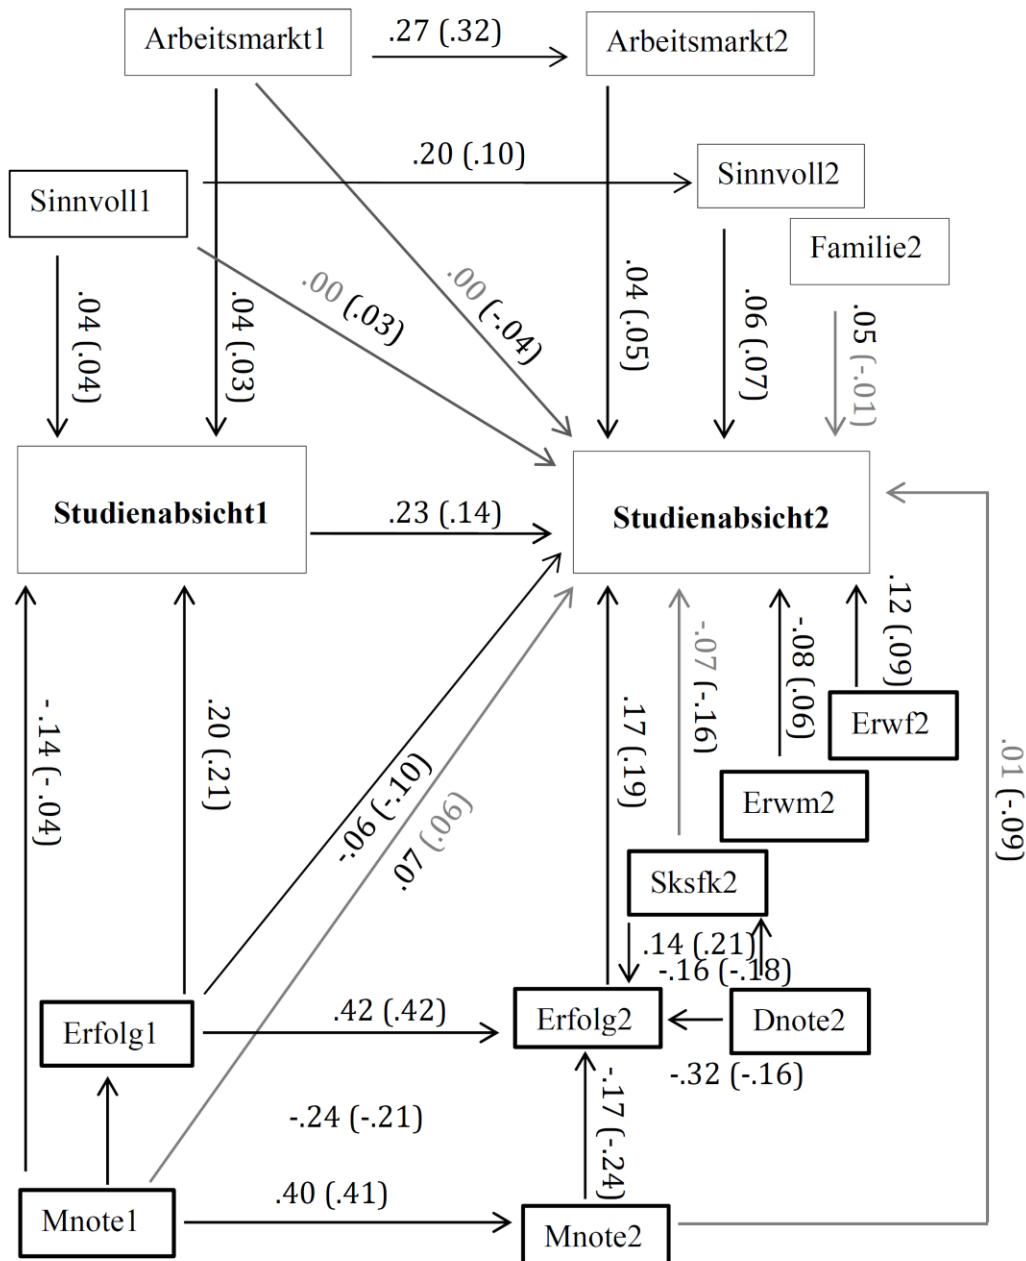 Arbeitsmarkt1
.27 (.32)
Arbeitsmarkt2
.20 (.10)
Sinnvoll1
Sinnvoll2
Familie2
.04 (.04)
.04 (.03)
.00 (.03)
.00 (-.04)
.04 (.05)
.06 (.07)
.05 (-.01)
Studienabsicht1
.23 (.14)
Studienabsicht2
-.14 (-.04)
.20 (.21)
-.06 (-.10)
.07 (.06)
.17 (.19)
-.07 (-.16)
-.08 (.06)
.12 (.09)
Erwf2
.01 (-.09)
Erwm2
Sksfk2
.14 (.21)
-.16 (-.18)
Erfolg1
.42 (.42)
Erfolg2
Dnote2
-.32 (-.16)
-.24 (-.21)
-.17 (-.24)
Mnote1
.40 (.41)
Mnote2